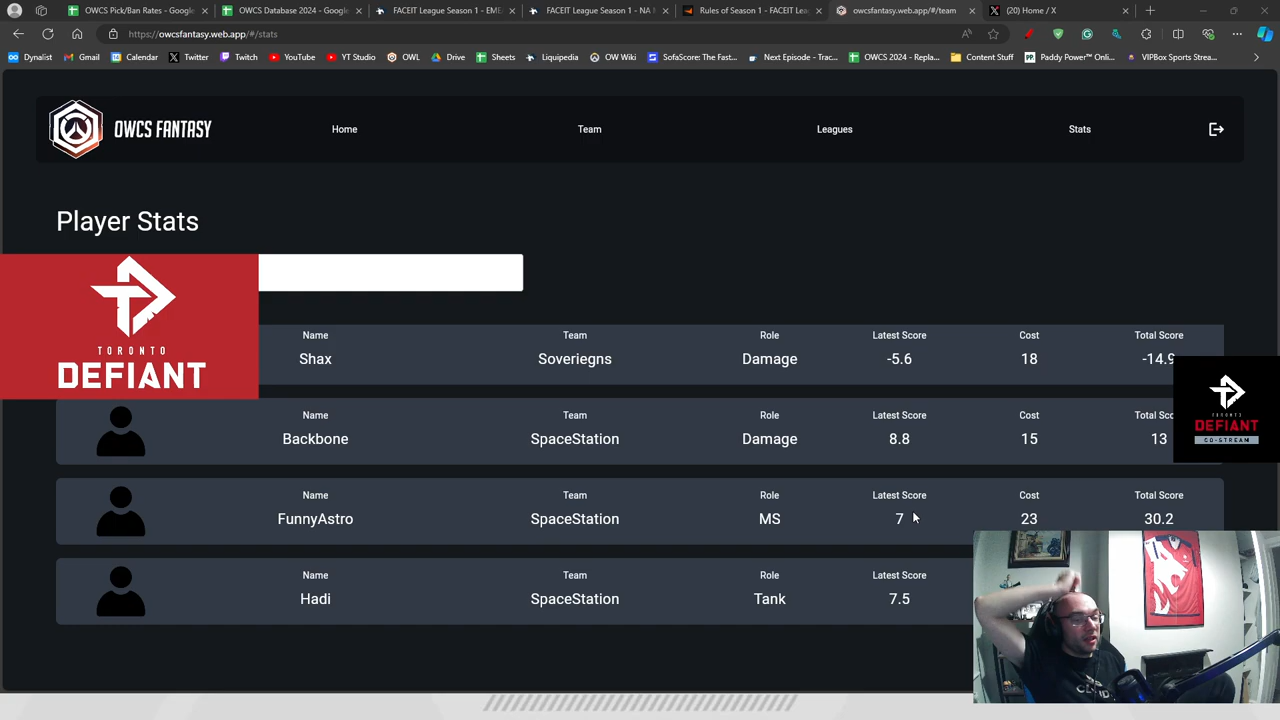 OWCS Pick/Ban Rates - Google
OWCS Database 2024 - Google
FACEIT League Season 1 - EME
FACEIT League Season 1 - NA
Rules of Season 1 - FACEIT Lea
owcsfantasy.web.app/#/team
(20) Home / X
https://owcsfantasy.web.app/#/stats
Dynalist
Gmail
Calendar
Twitter
Twitch
YouTube
YT Studio
OWL
Drive
Sheets
Liquipedia
OW Wiki
SofaScore: The Fast...
Next Episode - Trac...
OWCS 2024 - Repla...
Content Stuff
Paddy Power™ Onli...
VIPBox Sports Strea...
OWCS FANTASY
Home
Team
Leagues
Stats
Player Stats
TORONTO
DEFIANT
Name Team Role Latest Score Cost Total Score
Shax Soveriegns Damage -5.6 18 -14.9
Name Team Role Latest Score Cost Total Sco
Backbone SpaceStation Damage 8.8 15 13
TORONTO
DEFIANT
CO-STREAM
Name Team Role Latest Score Cost Total Score
FunnyAstro SpaceStation MS 7 23 30.2
Name Team Role Latest Score
Hadi SpaceStation Tank 7.5